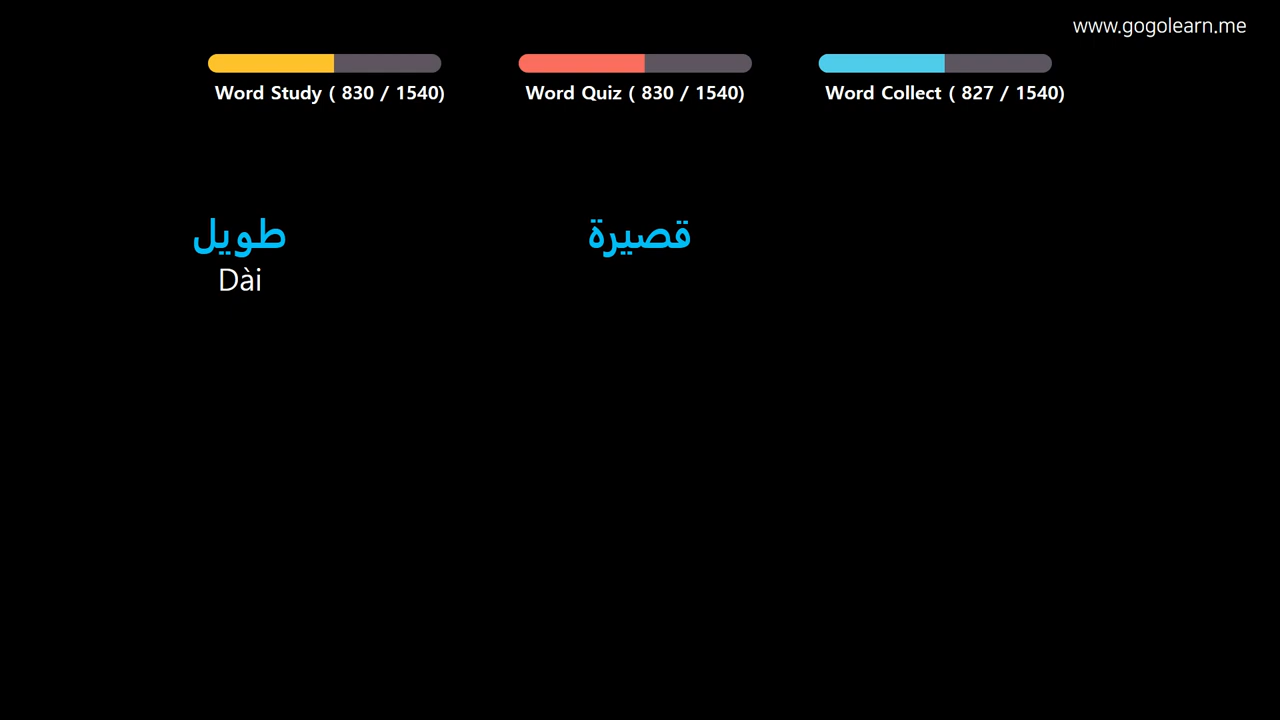 www.gogolearn.me
Word Study ( 830 / 1540)
Word Quiz ( 830 / 1540)
Word Collect ( 827 / 1540)
طويل
Dài
قصيرة